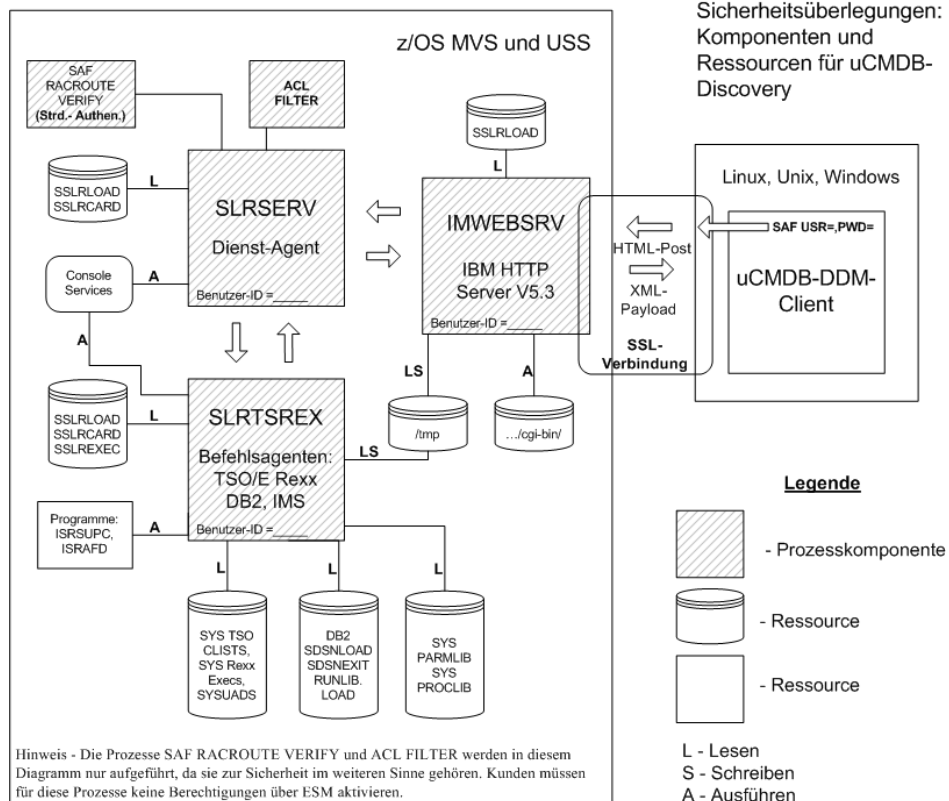 Sicherheitsüberlegungen:
Komponenten und
Ressourcen für uCMDB-
Discovery
z/OS MVS und USS
SAF
RACROUTE
VERIFY
(Strd.- Authen.)
ACL
FILTER
SSLRLOAD
SSLRLOAD
SSLRCARD
L
L
SLRSERV
Dienst-Agent
Benutzer-ID =_____
IMWEBSRV
IBM HTTP
Server V5.3
Benutzer-ID =_____
HTML-Post
XML-
Payload
SSL-
Verbindung
Linux, Unix, Windows
SAF USR=,PWD=
uCMDB-DDM-
Client
Console
Services
A
A
SSLRLOAD
SSLRCARD
SSLREXEC
L
SLRTSREX
Befehlsagenten:
TSO/E Rexx
DB2, IMS
Benutzer-ID =_____
LS
LS
A
/tmp
.../cgi-bin/
Programme:
ISRSUPC,
ISRAFD
A
L
L
L
SYS TSO
CLISTS,
SYS Rexx
Execs,
SYSUADS
DB2
SDSNLOAD
SDSNEXIT
RUNLIB.
LOAD
SYS
PARMLIB
SYS
PROCLIB
Hinweis - Die Prozesse SAF RACROUTE VERIFY und ACL FILTER werden in diesem
Diagramm nur aufgeführt, da sie zur Sicherheit im weiteren Sinne gehören. Kunden müssen
für diese Prozesse keine Berechtigungen über ESM aktivieren.
Legende
- Prozesskomponente
- Ressource
- Ressource
L - Lesen
S - Schreiben
A - Ausführen